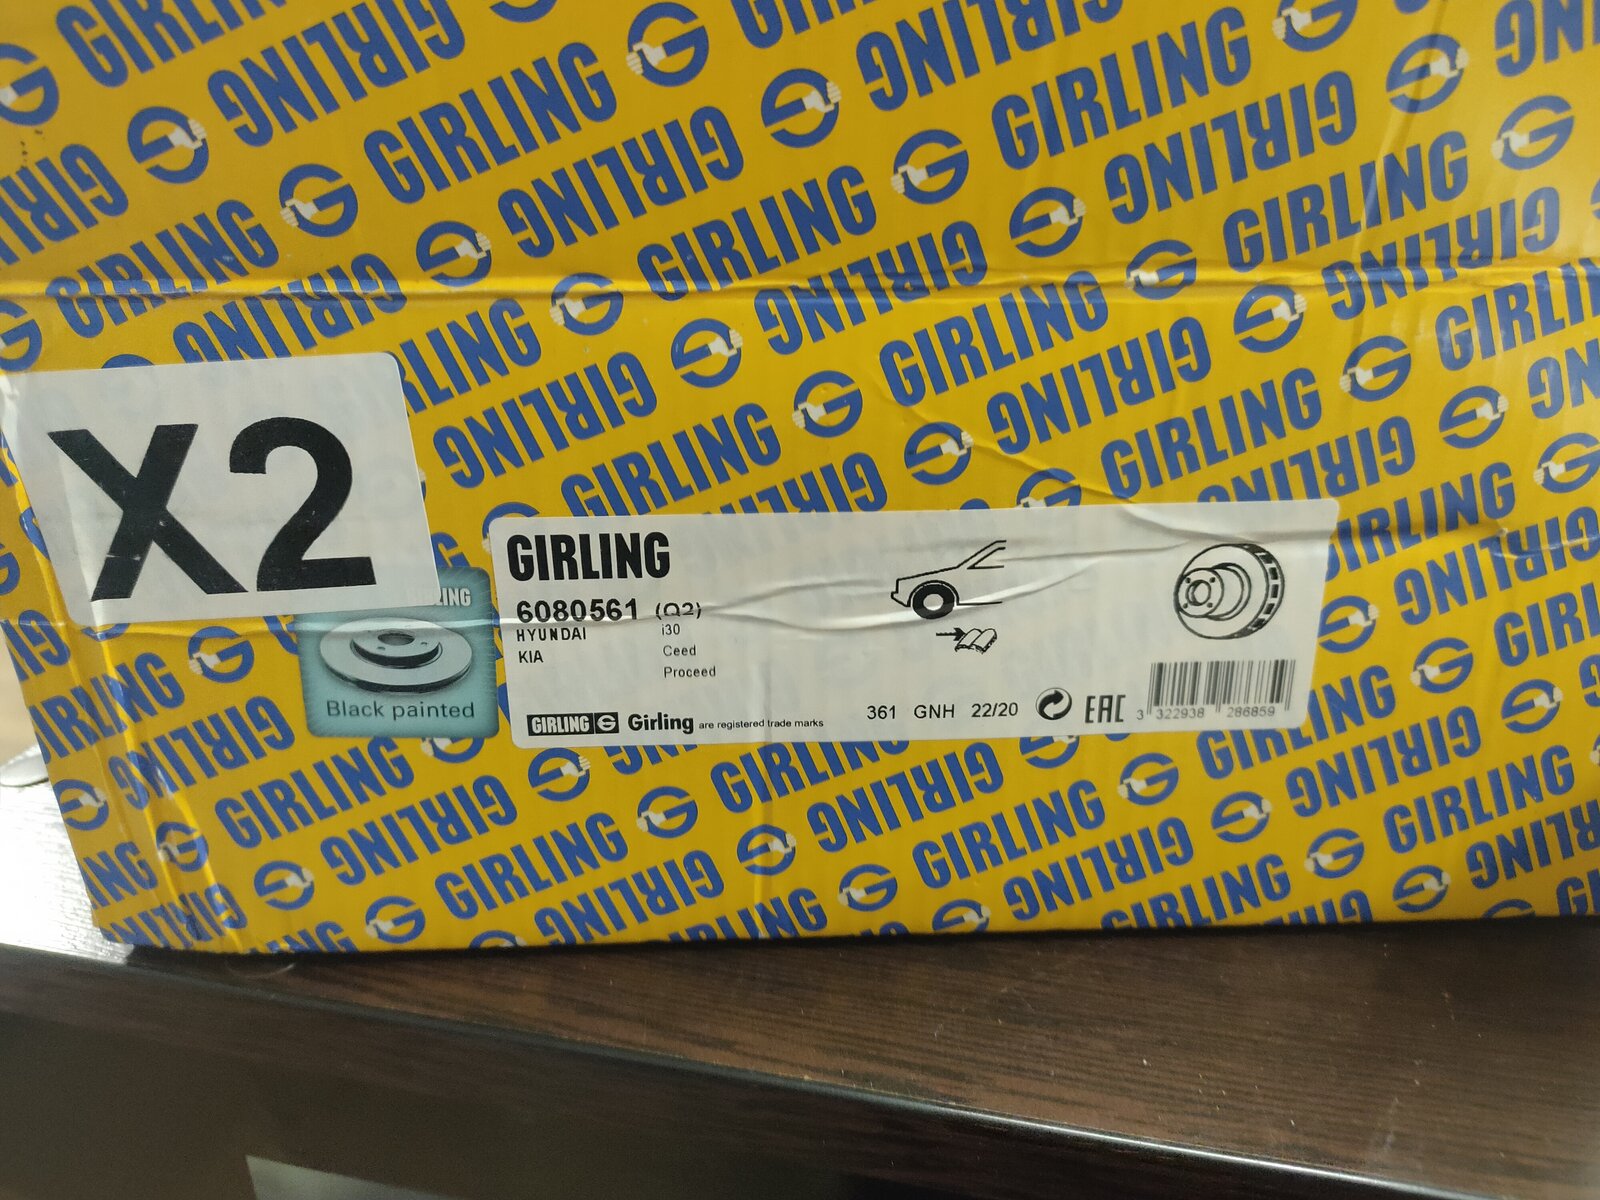 X2
GIRLING
6080561 (Q2)
HYUNDAI i30
KIA Ceed
Proceed
GIRLING Girling are registered trade marks
361 GNH 22/20 EAC
3 322938 286859
Black painted
GIRLING